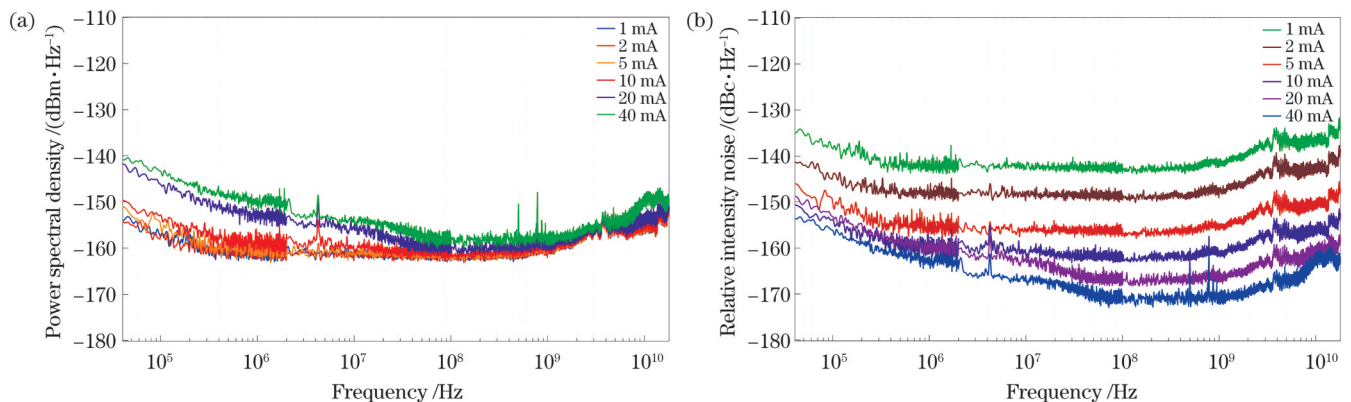 (a)
Power spectral density /(dBm·Hz⁻¹)
−110
−120
−130
−140
−150
−160
−170
−180
1 mA
2 mA
5 mA
10 mA
20 mA
40 mA
10⁵
10⁶
10⁷
10⁸
10⁹
10¹⁰
Frequency /Hz
(b)
Relative intensity noise /(dBc·Hz⁻¹)
−110
−120
−130
−140
−150
−160
−170
−180
1 mA
2 mA
5 mA
10 mA
20 mA
40 mA
10⁵
10⁶
10⁷
10⁸
10⁹
10¹⁰
Frequency /Hz